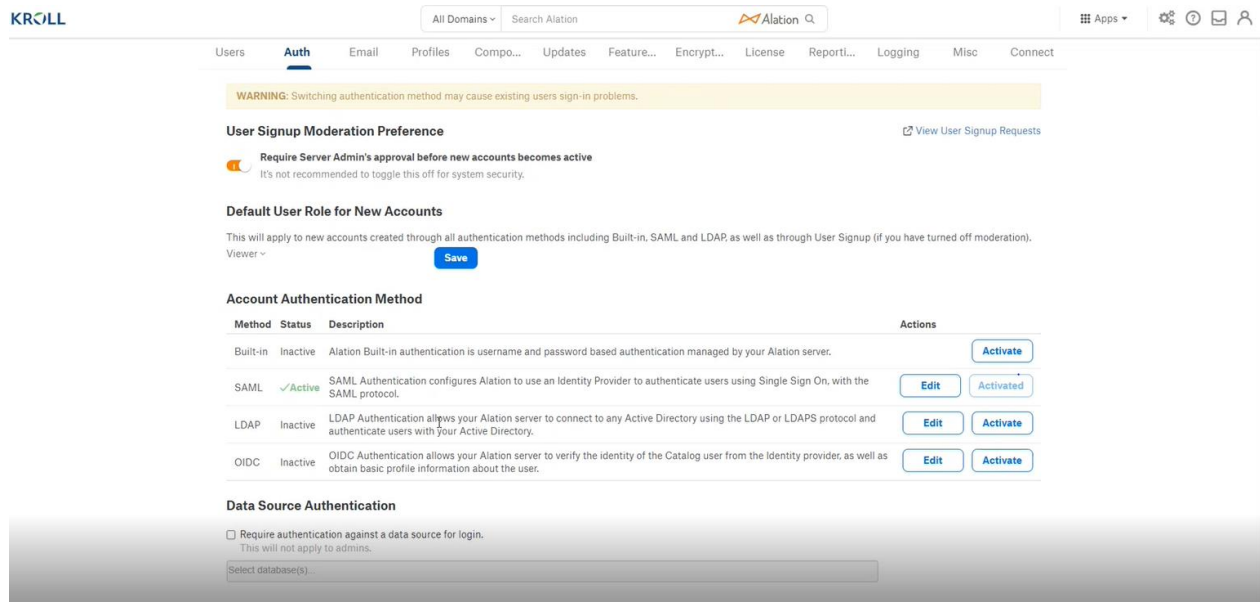 KROLL
All Domains
Search Alation
Alation
Apps
Users
Auth
Email
Profiles
Compo...
Updates
Feature...
Encrypt...
License
Reporti...
Logging
Misc
Connect
WARNING: Switching authentication method may cause existing users sign-in problems.
User Signup Moderation Preference
View User Signup Requests
Require Server Admin's approval before new accounts becomes active
It's not recommended to toggle this off for system security.
Default User Role for New Accounts
This will apply to new accounts created through all authentication methods including Built-in, SAML and LDAP, as well as through User Signup (if you have turned off moderation).
Viewer
Save
Account Authentication Method
Method Status Description Actions
Built-in Inactive Alation Built-in authentication is username and password based authentication managed by your Alation server. Activate
SAML Active SAML Authentication configures Alation to use an Identity Provider to authenticate users using Single Sign On, with the
SAML protocol.
Edit Activated
LDAP Inactive LDAP Authentication allows your Alation server to connect to any Active Directory using the LDAP or LDAPS protocol and
authenticate users with your Active Directory.
Edit Activate
OIDC Inactive OIDC Authentication allows your Alation server to verify the identity of the Catalog user from the Identity provider, as well as
obtain basic profile information about the user.
Edit Activate
Data Source Authentication
Require authentication against a data source for login.
This will not apply to admins.
Select database(s)...